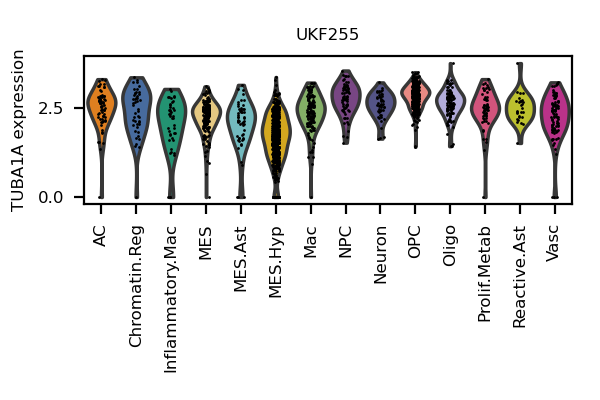 UKF255
TUBA1A expression
2.5
0.0
AC
Chromatin.Reg
Inflammatory.Mac
MES
MES.Ast
MES.Hyp
Mac
NPC
Neuron
OPC
Oligo
Prolif.Metab
Reactive.Ast
Vasc